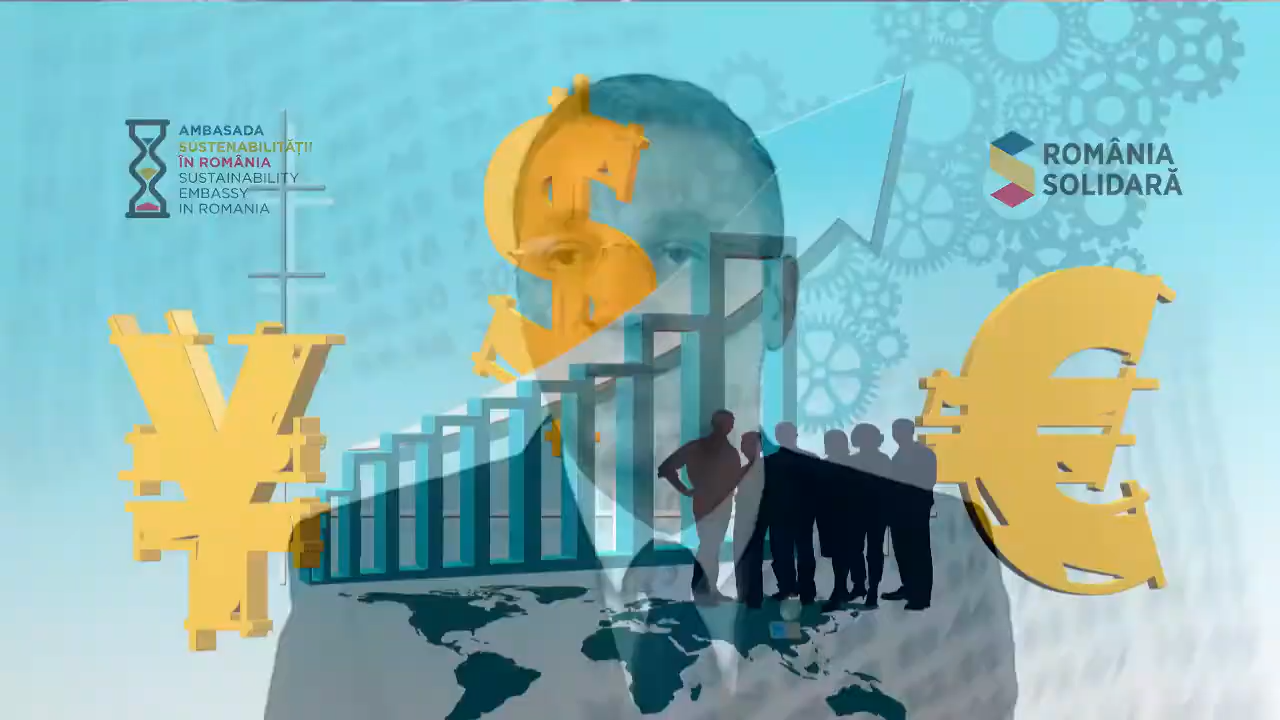 AMBASADA
SUSTENABILITĂȚII
ÎN ROMÂNIA
SUSTAINABILITY
EMBASSY
IN ROMANIA
ROMÂNIA
SOLIDARĂ